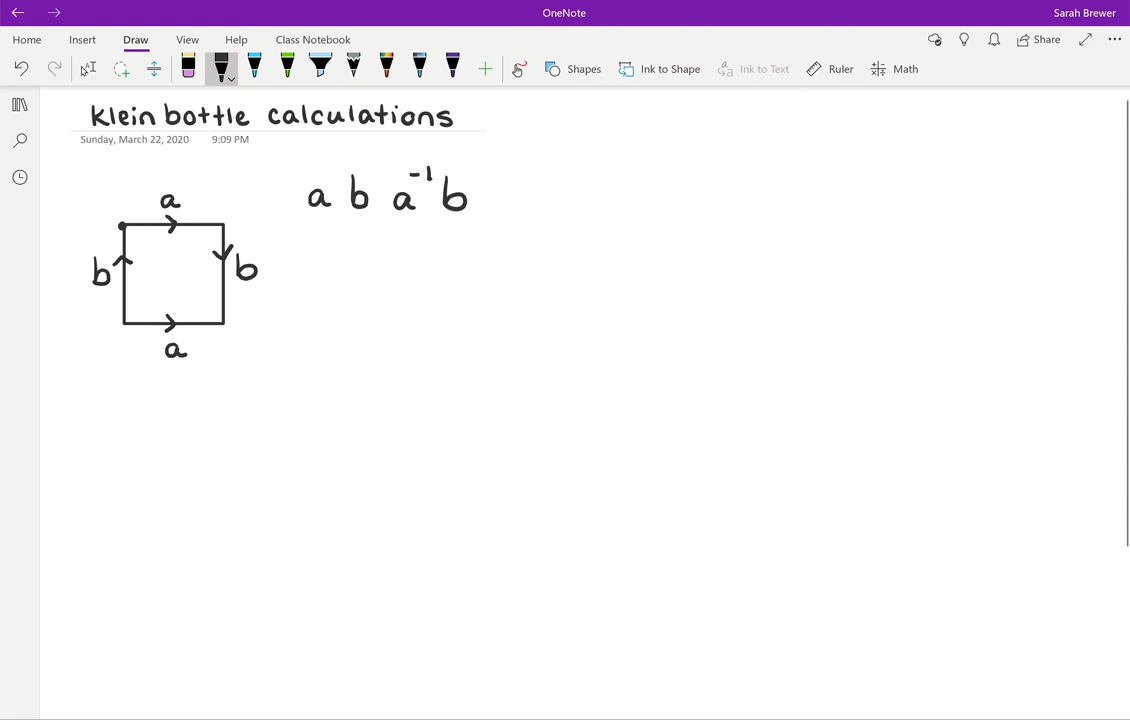 OneNote
Sarah Brewer
Home Insert Draw View Help Class Notebook
Share
Shapes Ink to Shape Ink to Text Ruler Math
Klein bottle calculations
Sunday, March 22, 2020 9:09 PM
a b a⁻¹ b
a
b
b
a